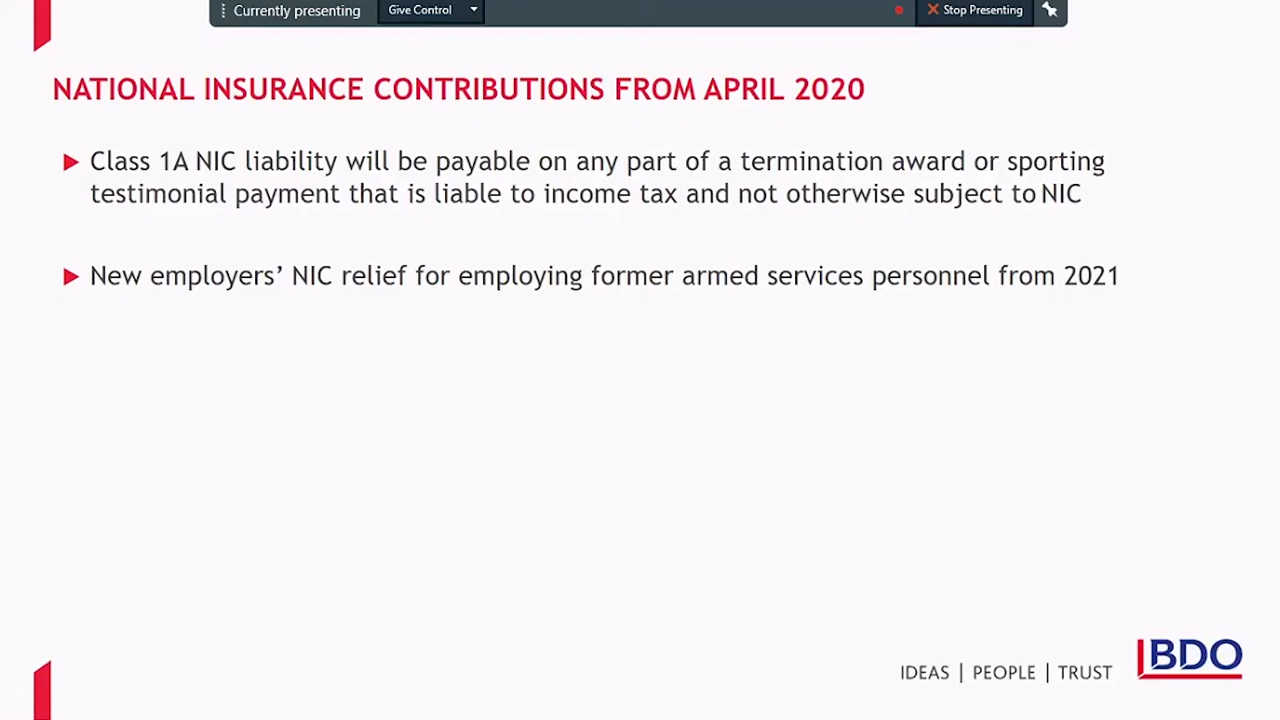 Currently presenting Give Control Stop Presenting
NATIONAL INSURANCE CONTRIBUTIONS FROM APRIL 2020
Class 1A NIC liability will be payable on any part of a termination award or sporting
testimonial payment that is liable to income tax and not otherwise subject to NIC
New employers’ NIC relief for employing former armed services personnel from 2021
IDEAS | PEOPLE | TRUST BDO